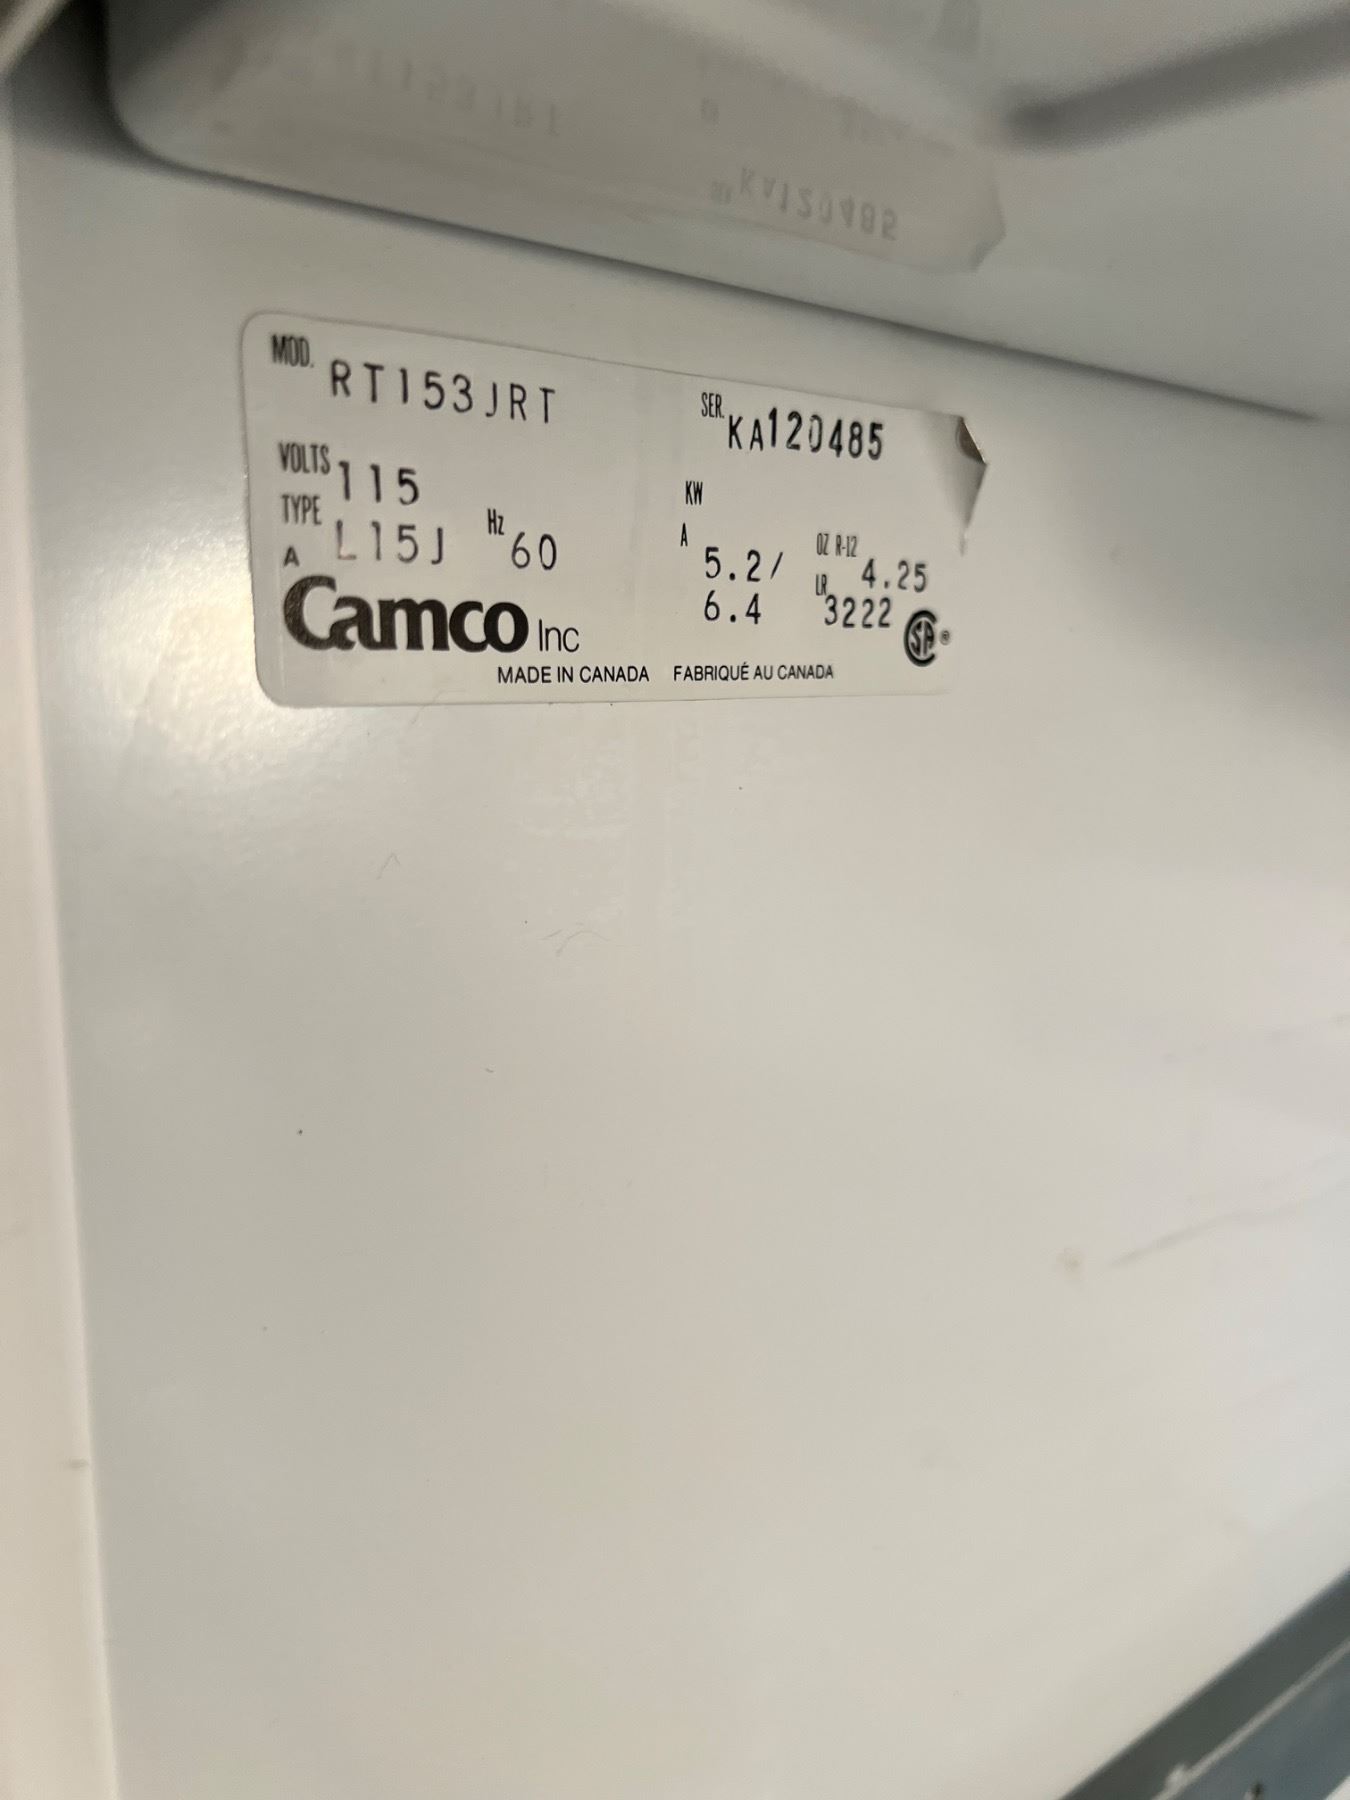 MOD. RT153JRT SER. KA120485
VOLTS 115 KW
TYPE L15J Hz 60 A 5.2/ OZ R-12 4.25
A 6.4 LR 3222
Camco Inc SA ®
MADE IN CANADA FABRIQUÉ AU CANADA